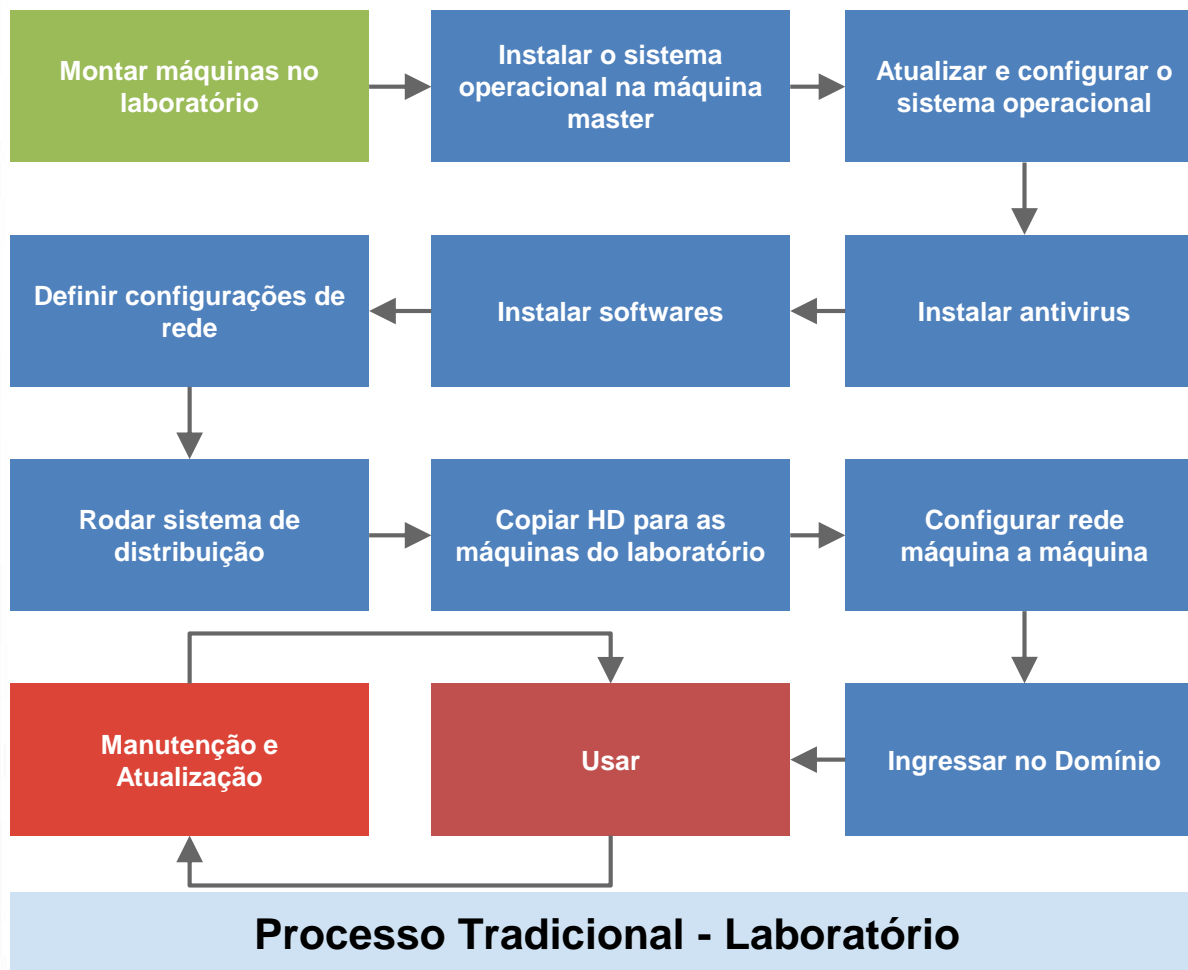 Montar máquinas no
laboratório
Instalar o sistema
operacional na máquina
master
Atualizar e configurar o
sistema operacional
Definir configurações de
rede
Instalar softwares
Instalar antivirus
Rodar sistema de
distribuição
Copiar HD para as
máquinas do laboratório
Configurar rede
máquina a máquina
Manutenção e
Atualização
Usar
Ingressar no Domínio
Processo Tradicional - Laboratório